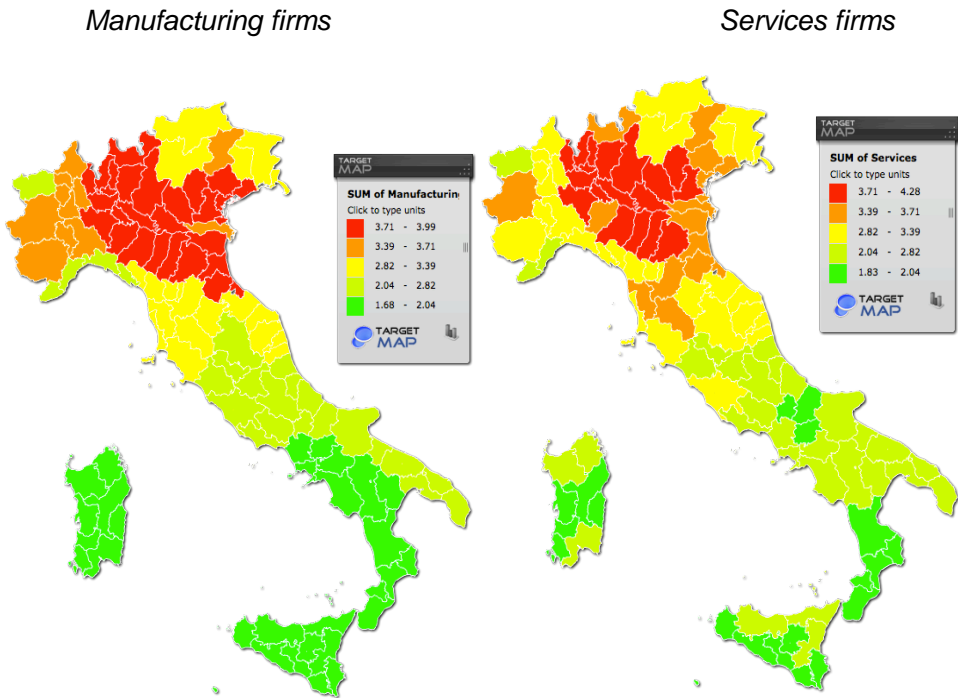 Manufacturing firms
Services firms
TARGET
MAP
SUM of Manufacturing
Click to type units
3.71 - 3.99
3.39 - 3.71
2.82 - 3.39
2.04 - 2.82
1.68 - 2.04
TARGET
MAP
TARGET
MAP
SUM of Services
Click to type units
3.71 - 4.28
3.39 - 3.71
2.82 - 3.39
2.04 - 2.82
1.83 - 2.04
TARGET
MAP